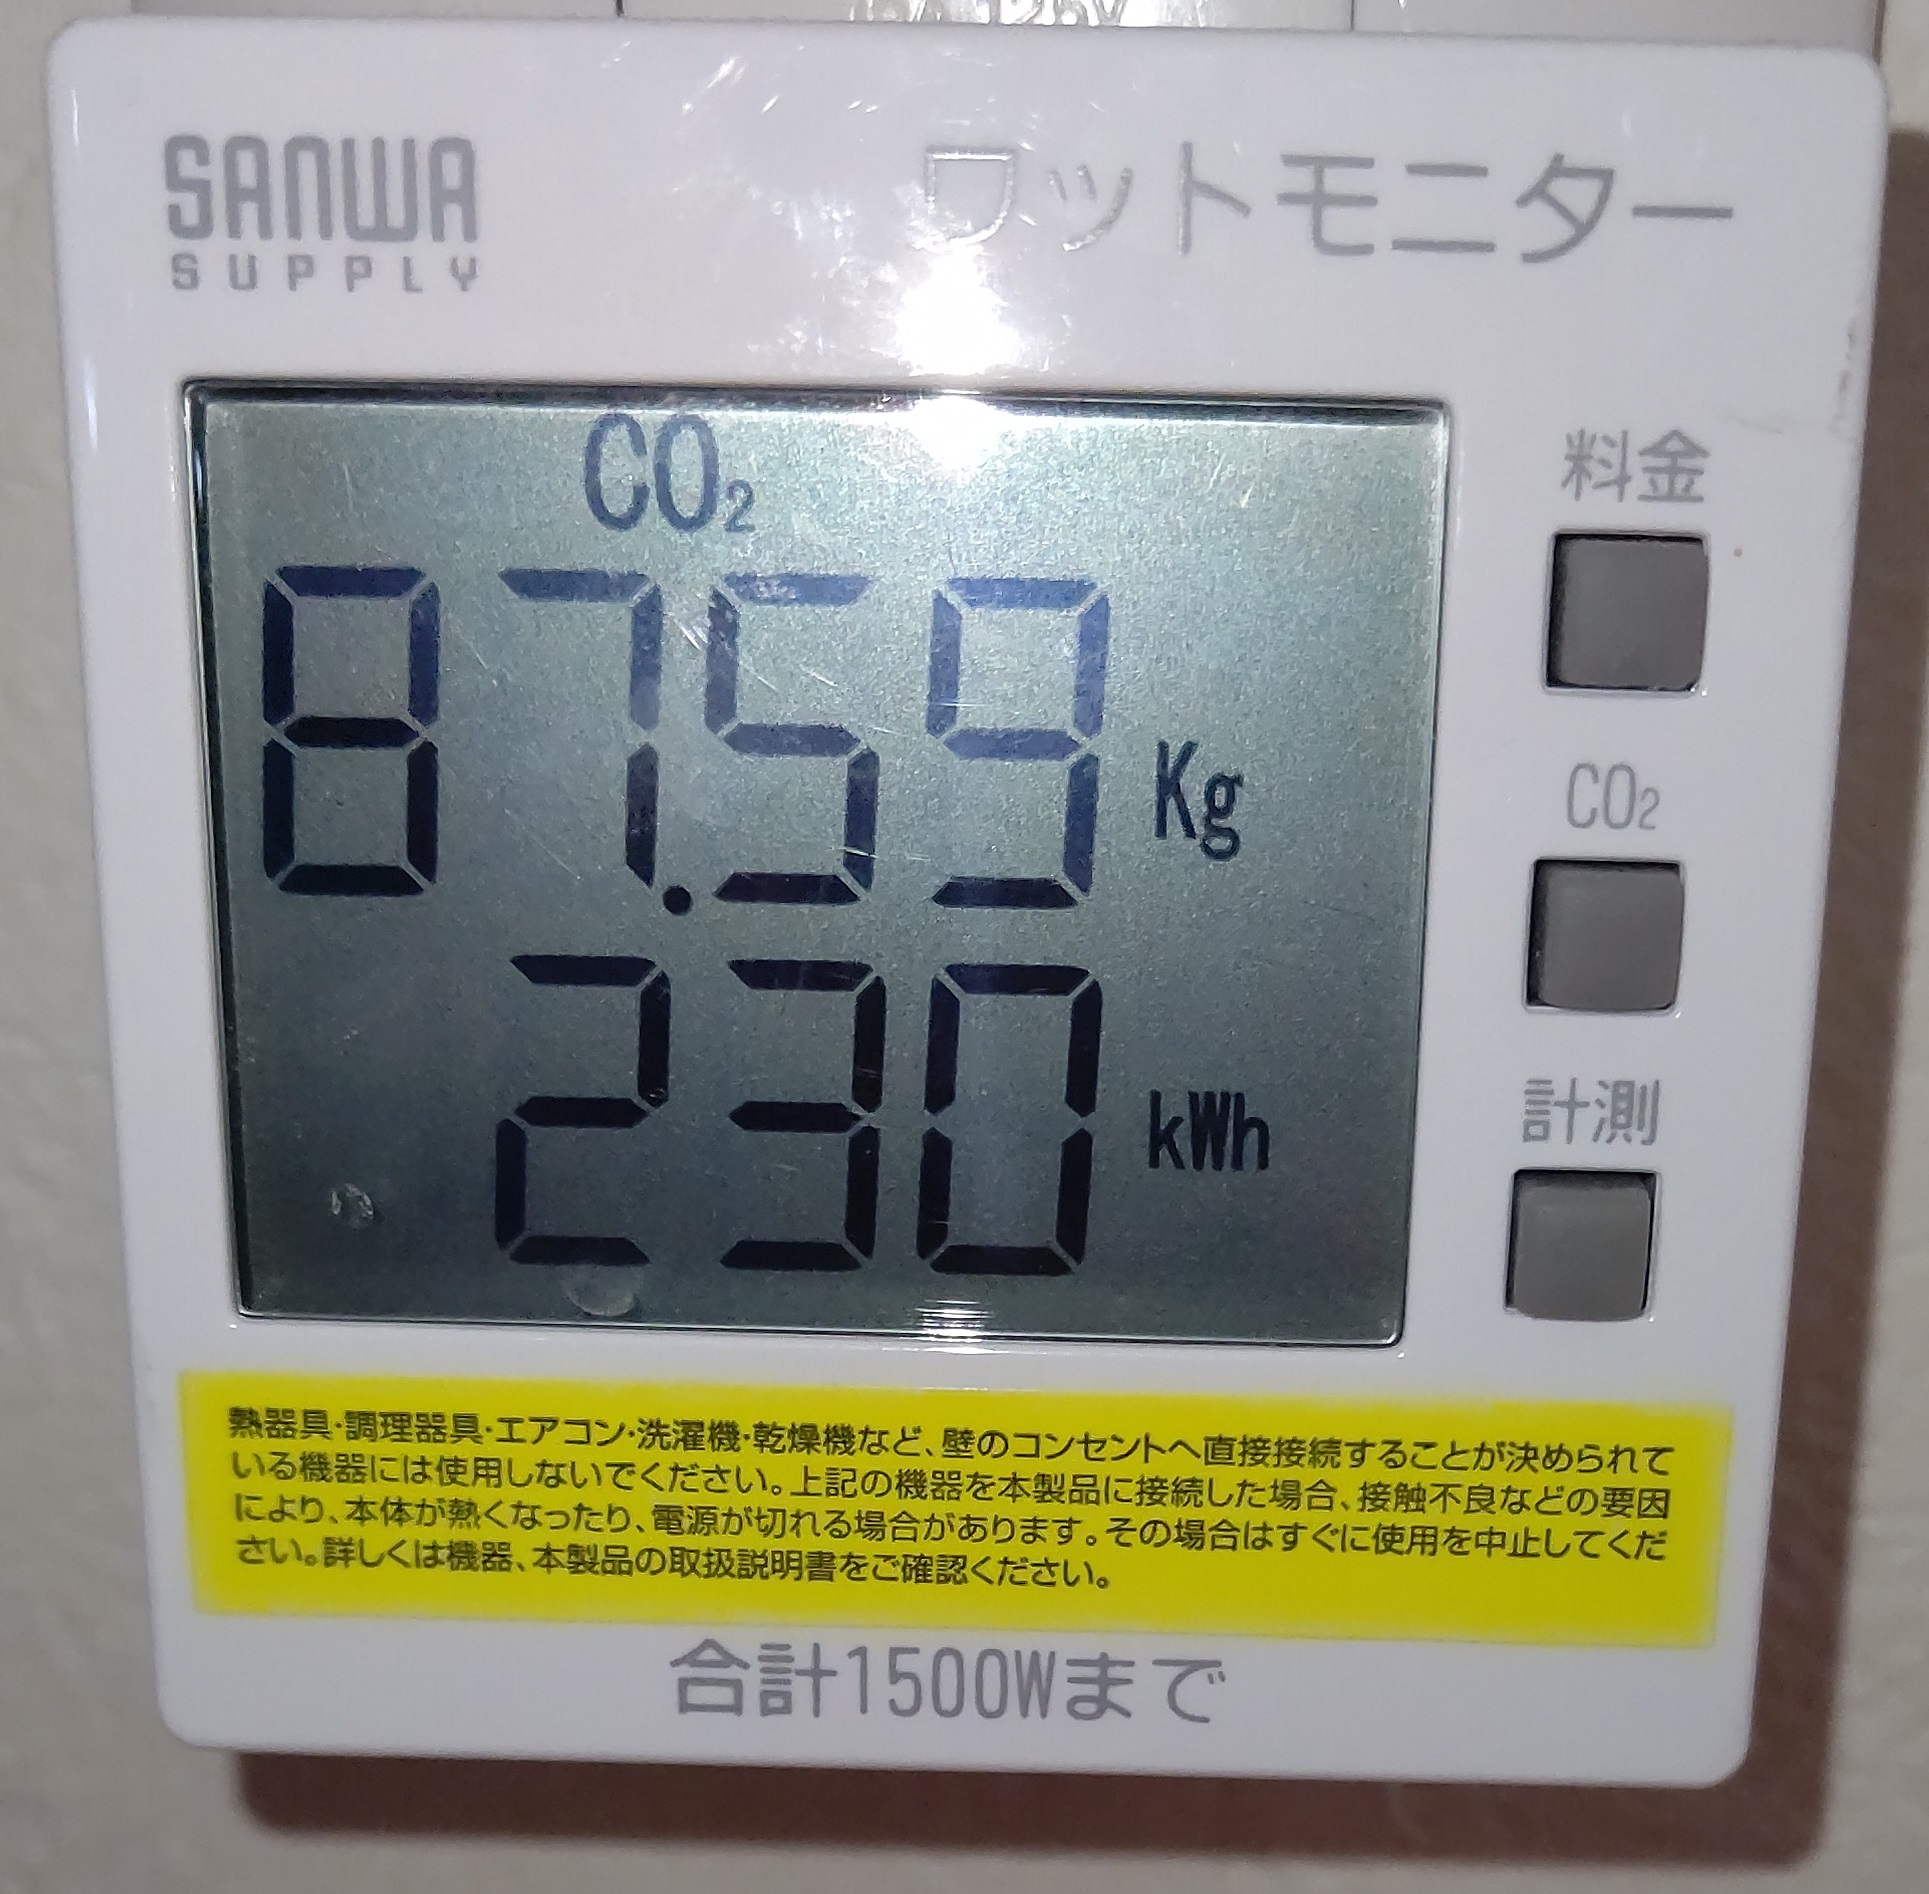 SANWA
SUPPLY
ワットモニター
CO2
87.59 Kg
230 kWh
料金
CO2
計測
熱器具・調理器具・エアコン・洗濯機・乾燥機など、壁のコンセントへ直接接続することが決められて
いる機器には使用しないでください。上記の機器を本製品に接続した場合、接触不良などの要因
により、本体が熱くなったり、電源が切れる場合があります。その場合はすぐに使用を中止してくだ
さい。詳しくは機器、本製品の取扱説明書をご確認ください。
合計1500Wまで